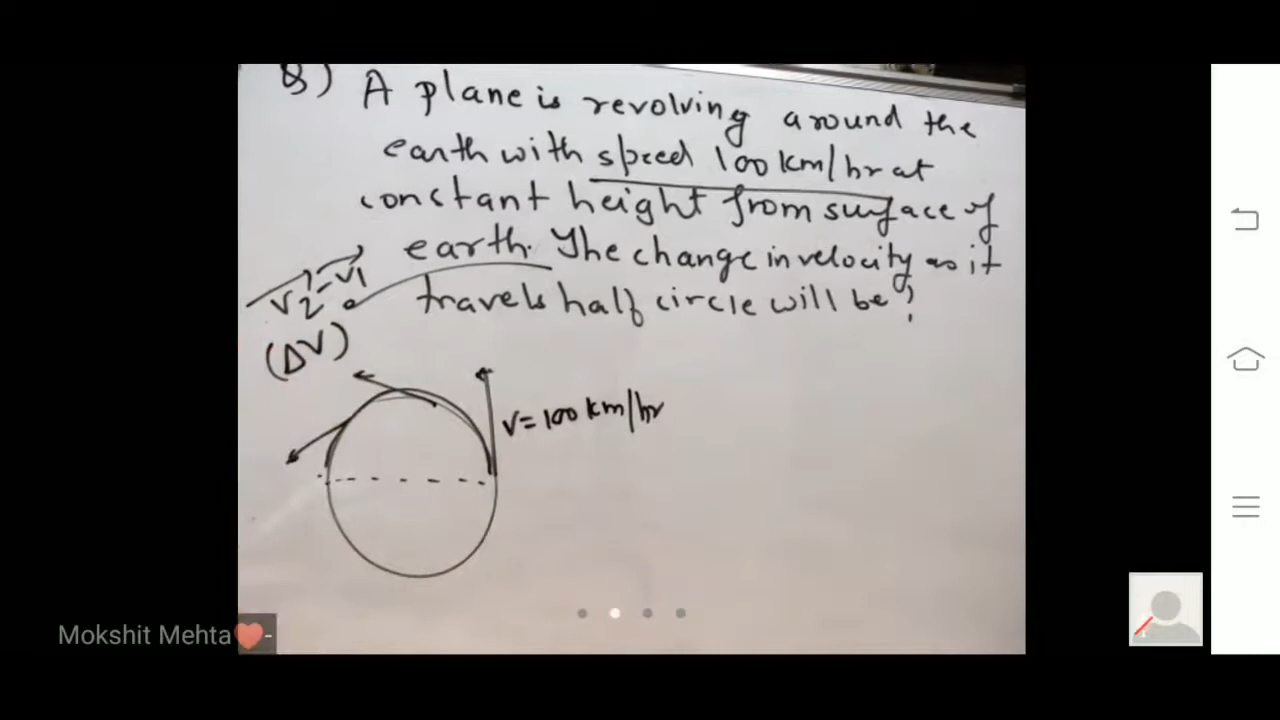 Q) A plane is revolving around the
earth with speed 100 km/hr at
constant height from surface of
earth. The change in velocity as it
travels half circle will be?
V2-V1
(ΔV)
V=100 km/hr
Mokshit Mehta❤️-